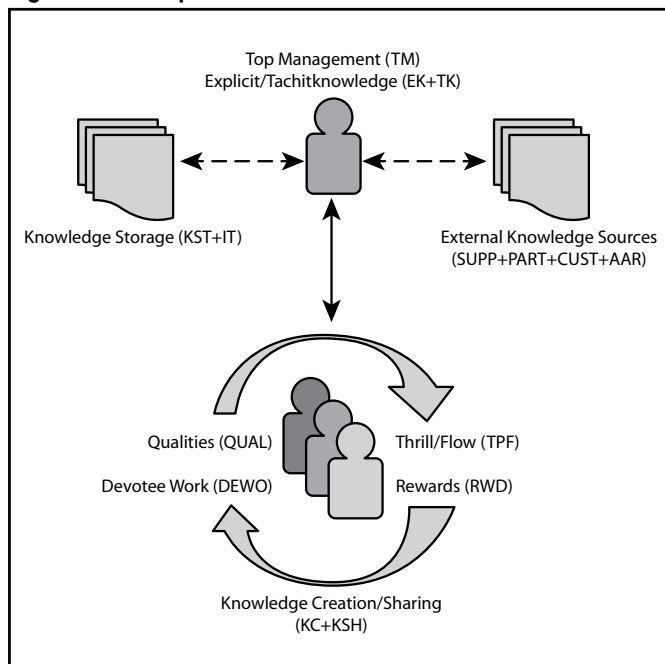 Top Management (TM)
Explicit/Tachitknowledge (EK+TK)
Knowledge Storage (KST+IT)
External Knowledge Sources
(SUPP+PART+CUST+AAR)
Qualities (QUAL)
Thrill/Flow (TPF)
Devotee Work (DEWO)
Rewards (RWD)
Knowledge Creation/Sharing
(KC+KSH)